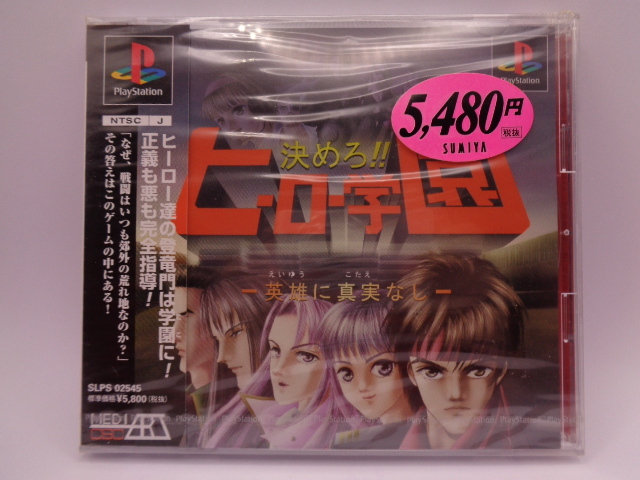 PlayStation
NTSC J
ヒーロー達の登竜門は学園に!
正義も悪も完全指導!
「なぜ、戦闘はいつも郊外の荒れ地なのか?」
その答えはこのゲームの中にある!
SLPS 02545
標準価格¥5,800(税抜)
MEDI
DISC
ARTS
5,480円
税抜
SUMIYA
決めろ!!
ヒーロー学園
えいゆう こたえ
―英雄に真実なし―
PlayStation